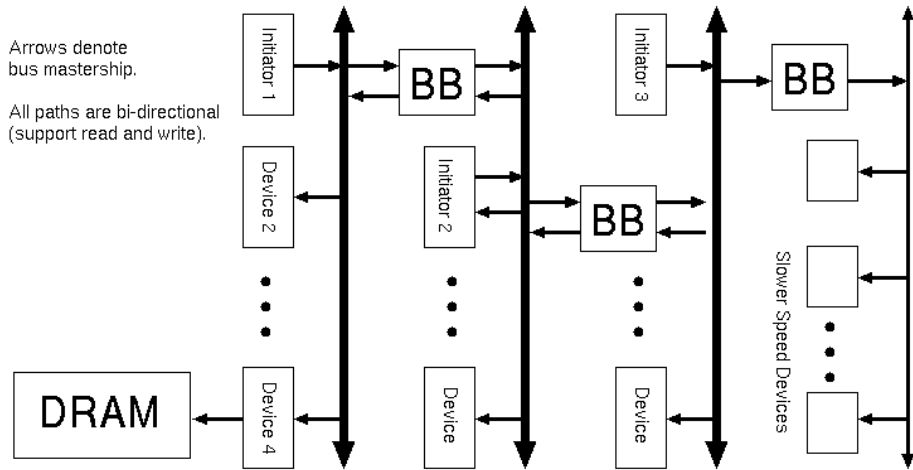 Arrows denote
bus mastership.
All paths are bi-directional
(support read and write).
Initiator 1
BB
Initiator 3
BB
Device 2
Initiator 2
BB
Slower Speed Devices
DRAM
Device 4
Device
Device